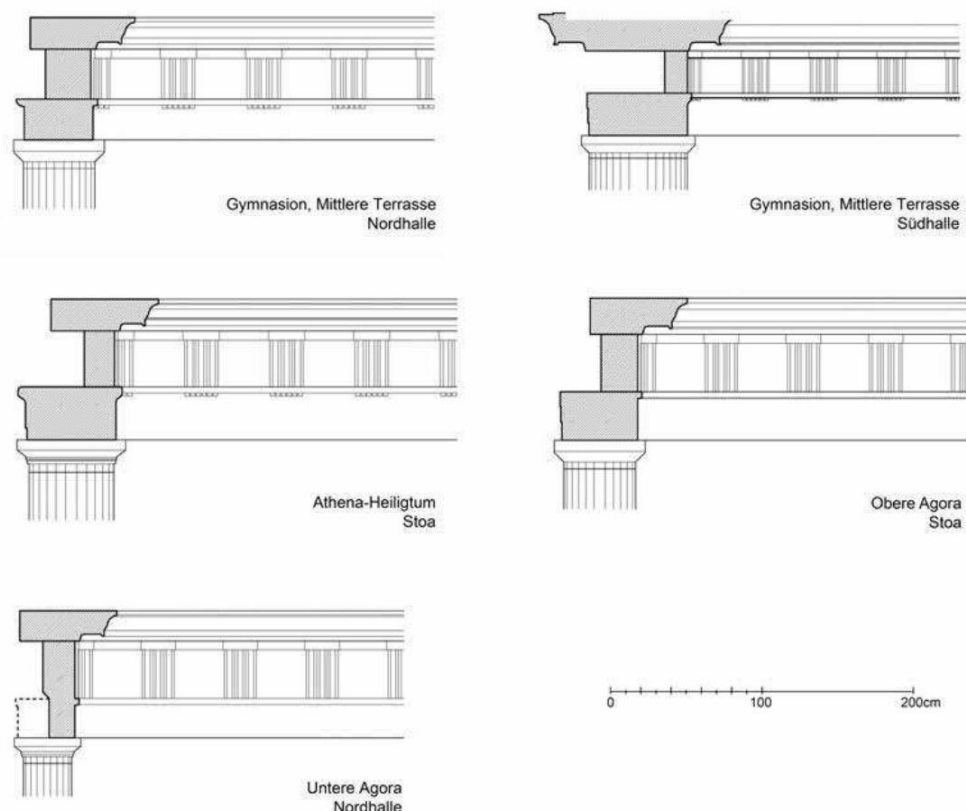 Gymnasion, Mittlere Terrasse
Nordhalle
Gymnasion, Mittlere Terrasse
Südhalle
Athena-Heiligtum
Stoa
Obere Agora
Stoa
Untere Agora
Nordhalle
0 100 200cm